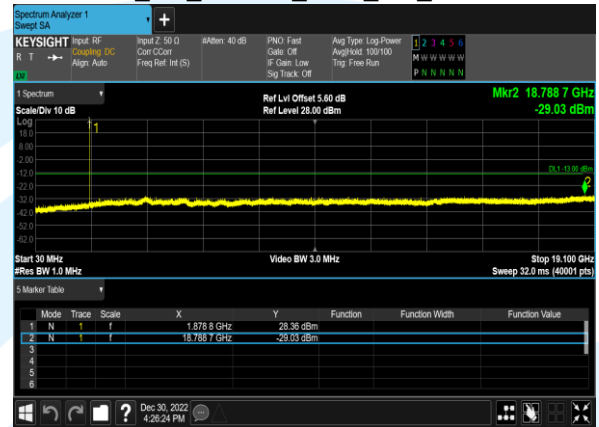 Spectrum Analyzer 1
Swept SA
KEYSIGHT Input: RF Input Z: 50 Ω #Atten: 40 dB PNO: Fast Avg Type: Log-Power 1 2 3 4 5 6
R T Coupling: DC Corr CCorr Gate: Off Avg|Hold: 100/100 M W W W W W
Align: Auto Freq Ref: Int (S) IF Gain: Low Trig: Free Run P N N N N N
Sig Track: Off
1 Spectrum
Ref Lvl Offset 5.60 dB Mkr2 18.788 7 GHz
Scale/Div 10 dB Ref Level 28.00 dBm -29.03 dBm
Log
18.0 1
8.00
-2.00
-12.0 DL1 -13.00 dBm
-22.0 2
-32.0
-42.0
-52.0
-62.0
Start 30 MHz Video BW 3.0 MHz Stop 19.100 GHz
#Res BW 1.0 MHz Sweep 32.0 ms (40001 pts)
5 Marker Table
Mode Trace Scale X Y Function Function Width Function Value
1 N 1 f 1.878 8 GHz 28.36 dBm
2 N 1 f 18.788 7 GHz -29.03 dBm
3
4
5
6
? Dec 30, 2022
4:26:24 PM